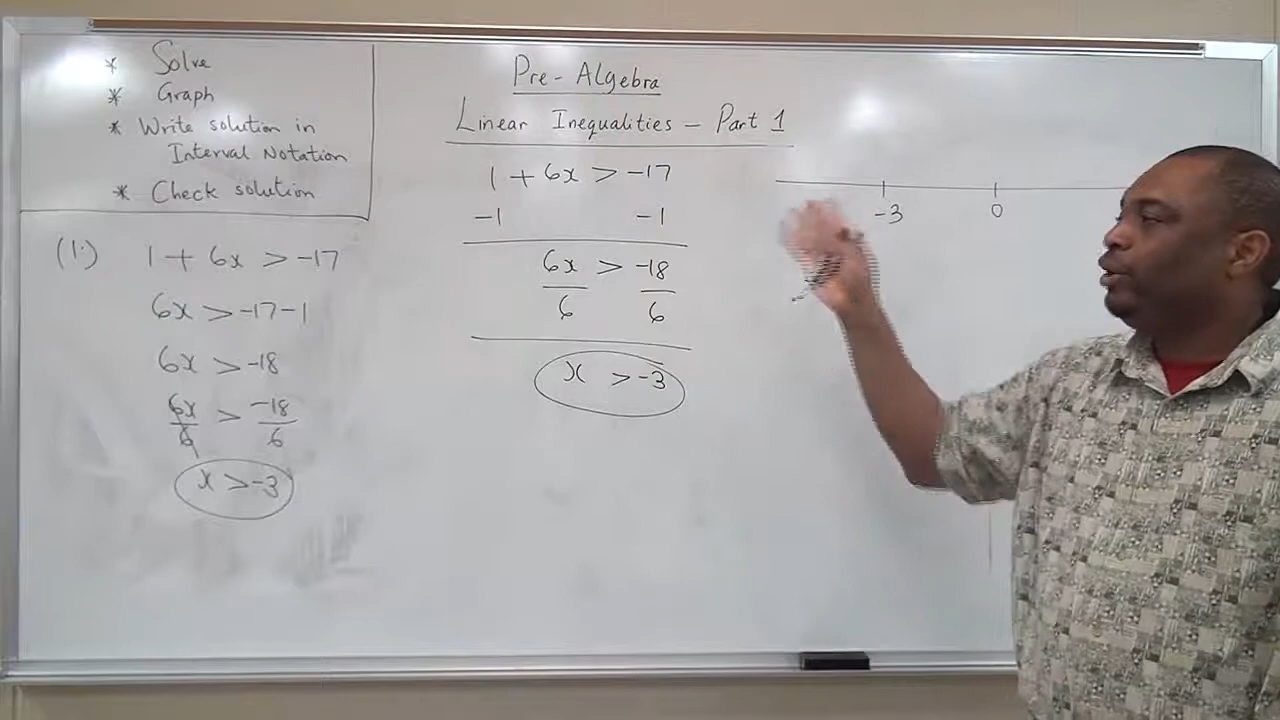 * Solve
* Graph
* Write solution in
Interval Notation
* Check solution
Pre-Algebra
Linear Inequalities - Part 1
(1.) 1 + 6x > -17
6x > -17-1
6x > -18
6x/6 > -18/6
x > -3
1 + 6x > -17
-1 -1
6x > -18
6 6
x > -3
-3 0